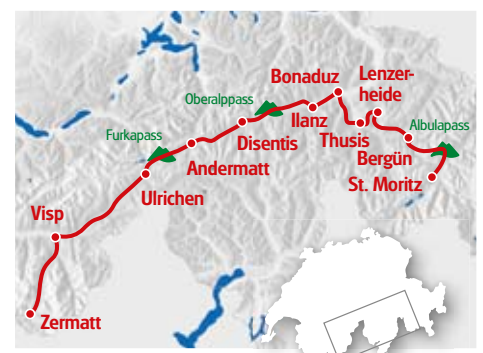 Bonaduz
Lenzer-
heide
Oberalppass
Ilanz
Albulapass
Furkapass
Disentis
Thusis
Bergün
Andermatt
St. Moritz
Ulrichen
Visp
Zermatt